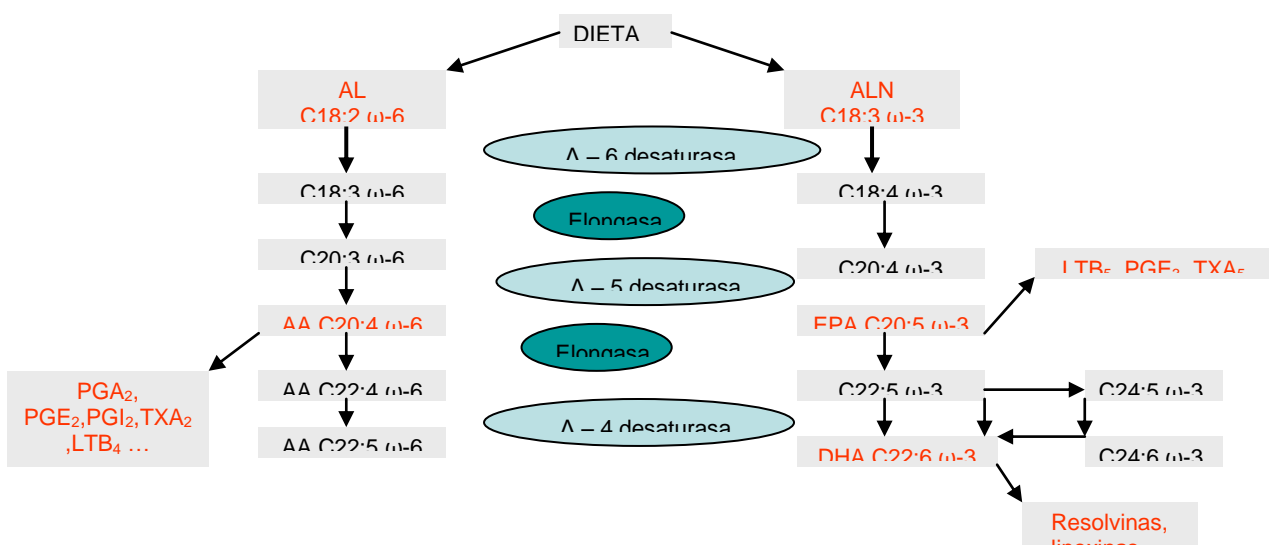 DIETA
AL
C18:2 ω-6
ALN
C18:3 ω-3
Δ – 6 desaturasa
C18:3 ω-6
C18:4 ω-3
Elongasa
C20:3 ω-6
C20:4 ω-3
LTB₅, PGE₃, TXA₅
Δ – 5 desaturasa
AA C20:4 ω-6
EPA C20:5 ω-3
Elongasa
PGA₂,
PGE₂,PGI₂,TXA₂
,LTB₄ …
AA C22:4 ω-6
C22:5 ω-3
C24:5 ω-3
Δ – 4 desaturasa
AA C22:5 ω-6
DHA C22:6 ω-3
C24:6 ω-3
Resolvinas,